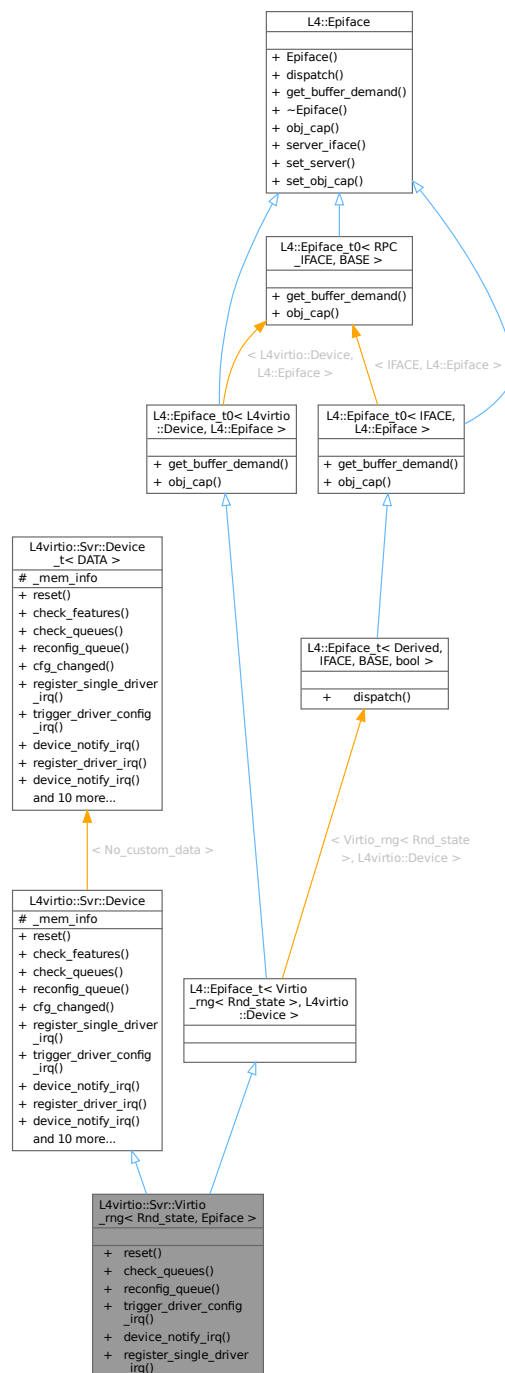 L4::Epiface
+ Epiface()
+ dispatch()
+ get_buffer_demand()
+ ~Epiface()
+ obj_cap()
+ server_iface()
+ set_server()
+ set_obj_cap()
L4::Epiface_t0< RPC
_IFACE, BASE >
+ get_buffer_demand()
+ obj_cap()
< L4virtio::Device,
L4::Epiface >
< IFACE, L4::Epiface >
L4::Epiface_t0< L4virtio
::Device, L4::Epiface >
+ get_buffer_demand()
+ obj_cap()
L4::Epiface_t0< IFACE,
L4::Epiface >
+ get_buffer_demand()
+ obj_cap()
L4virtio::Svr::Device
_t< DATA >
# _mem_info
+ reset()
+ check_features()
+ check_queues()
+ reconfig_queue()
+ cfg_changed()
+ register_single_driver
_irq()
+ trigger_driver_config
_irq()
+ device_notify_irq()
+ register_driver_irq()
+ device_notify_irq()
and 10 more...
L4::Epiface_t< Derived,
IFACE, BASE, bool >
+ dispatch()
< No_custom_data >
< Virtio_rng< Rnd_state
>, L4virtio::Device >
L4virtio::Svr::Device
# _mem_info
+ reset()
+ check_features()
+ check_queues()
+ reconfig_queue()
+ cfg_changed()
+ register_single_driver
_irq()
+ trigger_driver_config
_irq()
+ device_notify_irq()
+ register_driver_irq()
+ device_notify_irq()
and 10 more...
L4::Epiface_t< Virtio
_rng< Rnd_state >, L4virtio
::Device >
L4virtio::Svr::Virtio
_rng< Rnd_state, Epiface >
+ reset()
+ check_queues()
+ reconfig_queue()
+ trigger_driver_config
_irq()
+ device_notify_irq()
+ register_single_driver
_irq()